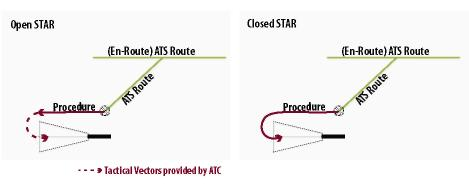 Open STAR
(En-Route) ATS Route
ATS Route
Procedure
Closed STAR
(En-Route) ATS Route
ATS Route
Procedure
Tactical Vectors provided by ATC